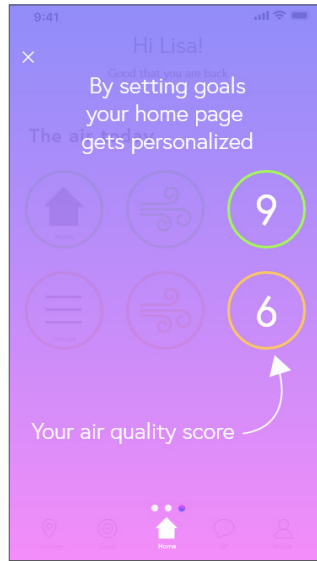 9:41
Hi Lisa!
Good that you are back
By setting goals
your home page
The air today
gets personalized
9
6
Your air quality score
Home